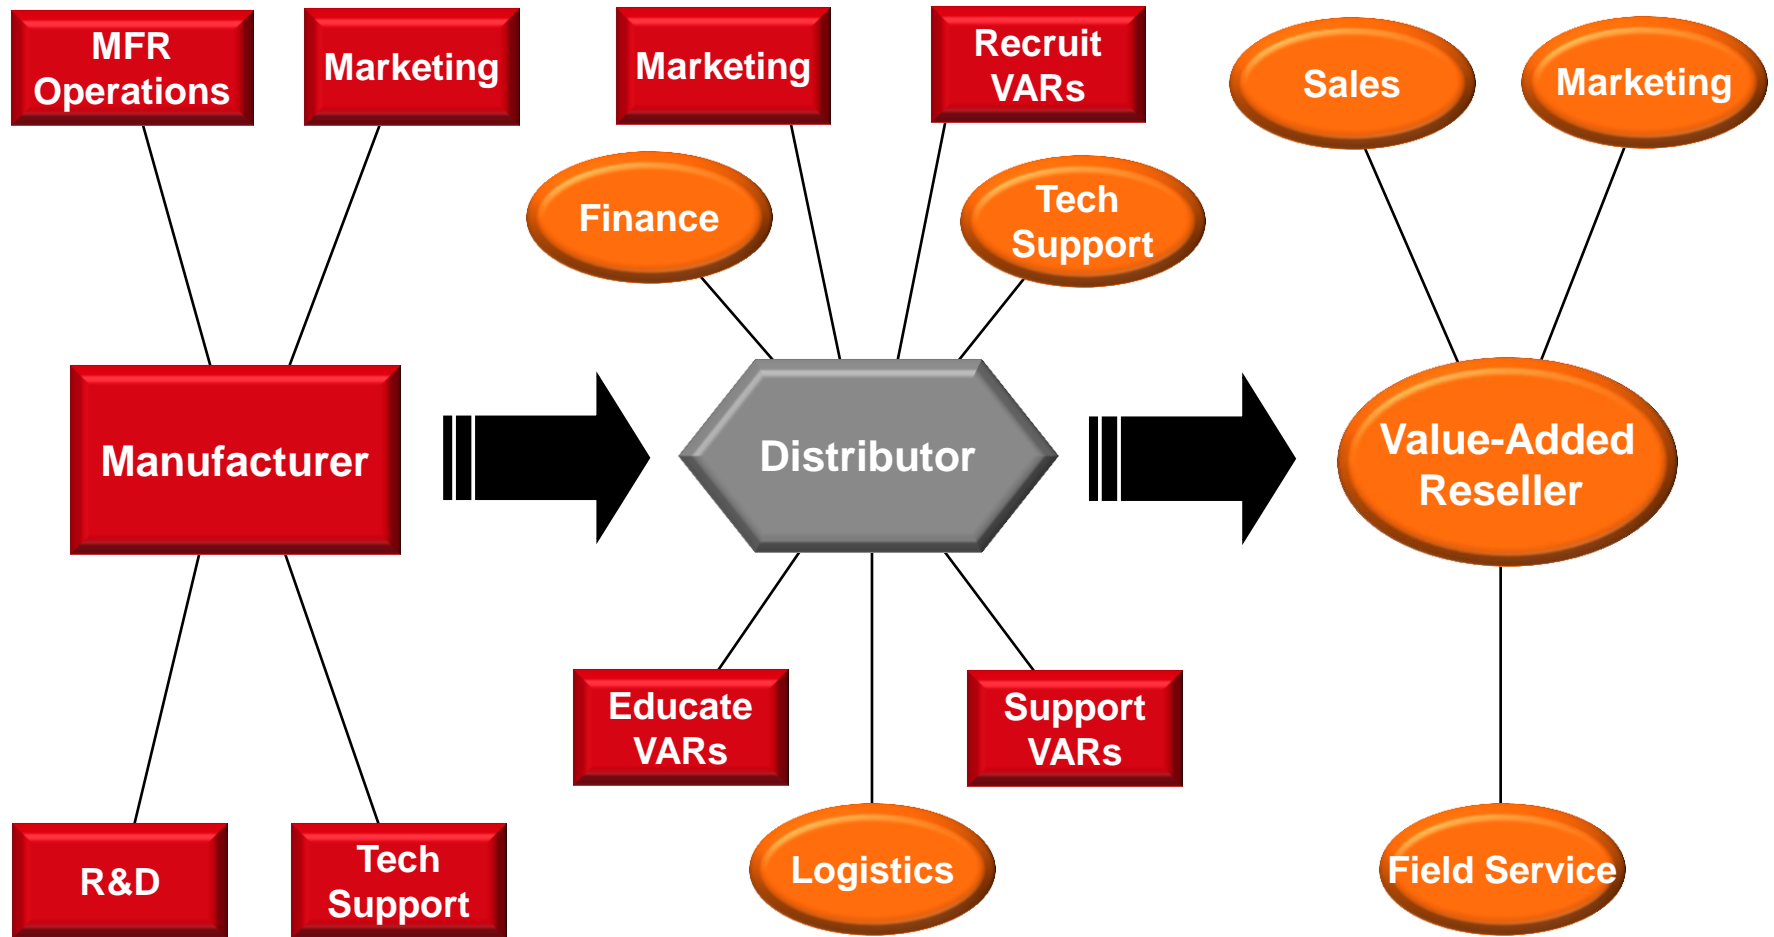 MFR
Operations
Marketing
Marketing
Recruit
VARs
Sales
Marketing
Finance
Tech
Support
Manufacturer
Distributor
Value-Added
Reseller
Educate
VARs
Support
VARs
R&D
Tech
Support
Logistics
Field Service